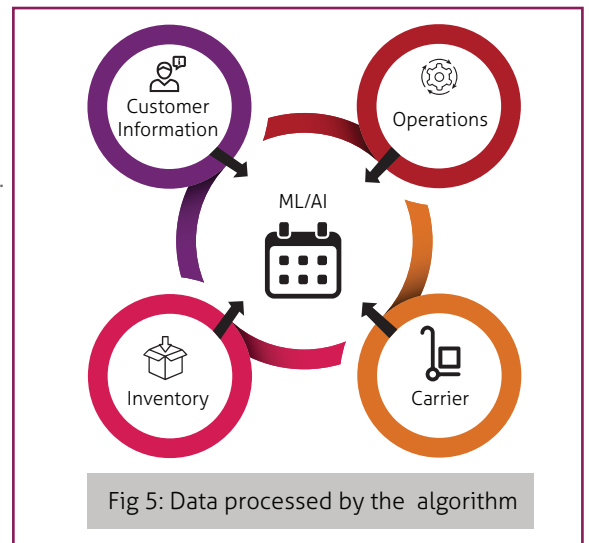 Customer
Information
Operations
ML/AI
Inventory
Carrier
Fig 5: Data processed by the algorithm